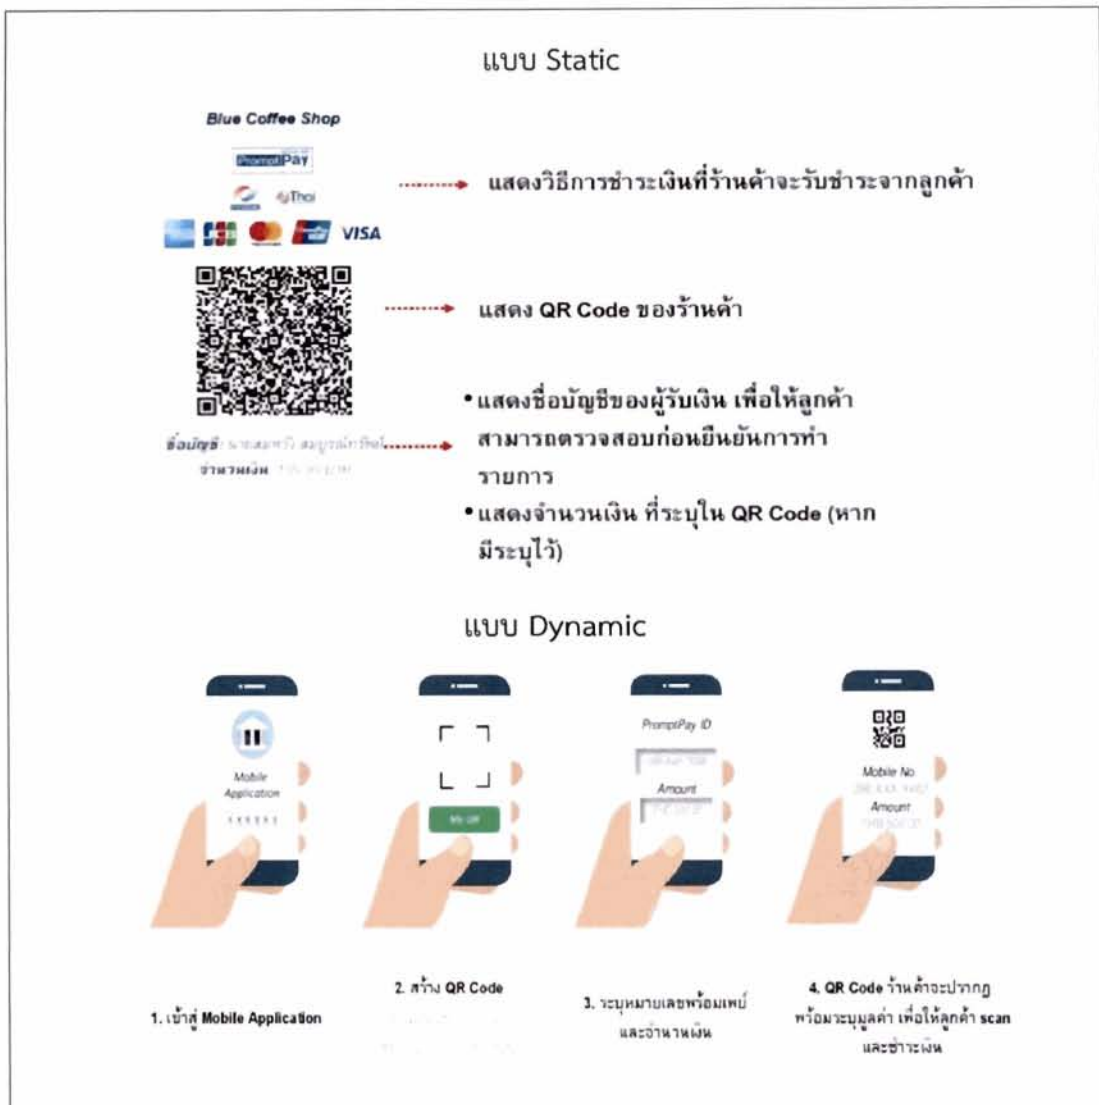 แบบ Static
Blue Coffee Shop
PromptPay
Thai
VISA
แสดงวิธีการชำระเงินที่ร้านค้าจะรับชำระจากลูกค้า
แสดง QR Code ของร้านค้า
ชื่อบัญชี:
จำนวนเงิน
• แสดงชื่อบัญชีของผู้รับเงิน เพื่อให้ลูกค้า
สามารถตรวจสอบก่อนยืนยันการทำ
รายการ
• แสดงจำนวนเงิน ที่ระบุใน QR Code (หาก
มีระบุไว้)
แบบ Dynamic
Mobile
Application
My QR
PromptPay ID
Amount
Mobile No
Amount
1. เข้าสู่ Mobile Application
2. สร้าง QR Code
3. ระบุหมายเลขพร้อมเพย์
และจำนวนเงิน
4. QR Code ร้านค้าจะปรากฏ
พร้อมระบุมูลค่า เพื่อให้ลูกค้า scan
และชำระเงิน